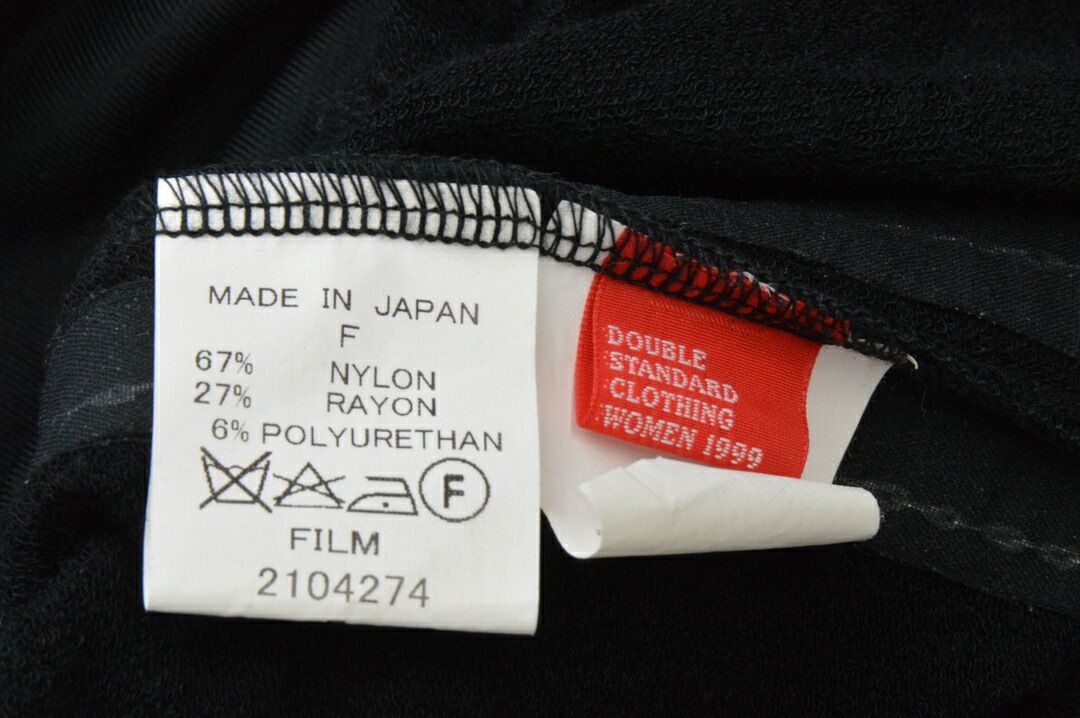 MADE IN JAPAN
F
67% NYLON
27% RAYON
6% POLYURETHAN
F
FILM
2104274
DOUBLE
STANDARD
CLOTHING
WOMEN 1999